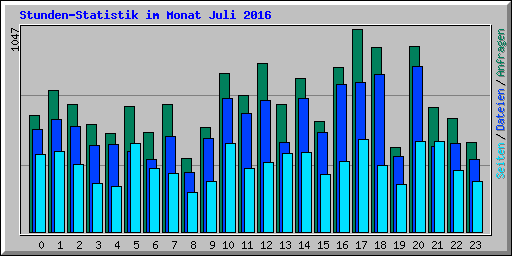 Stunden-Statistik im Monat Juli 2016
1047
Seiten / Dateien / Anfragen
0 1 2 3 4 5 6 7 8 9 10 11 12 13 14 15 16 17 18 19 20 21 22 23